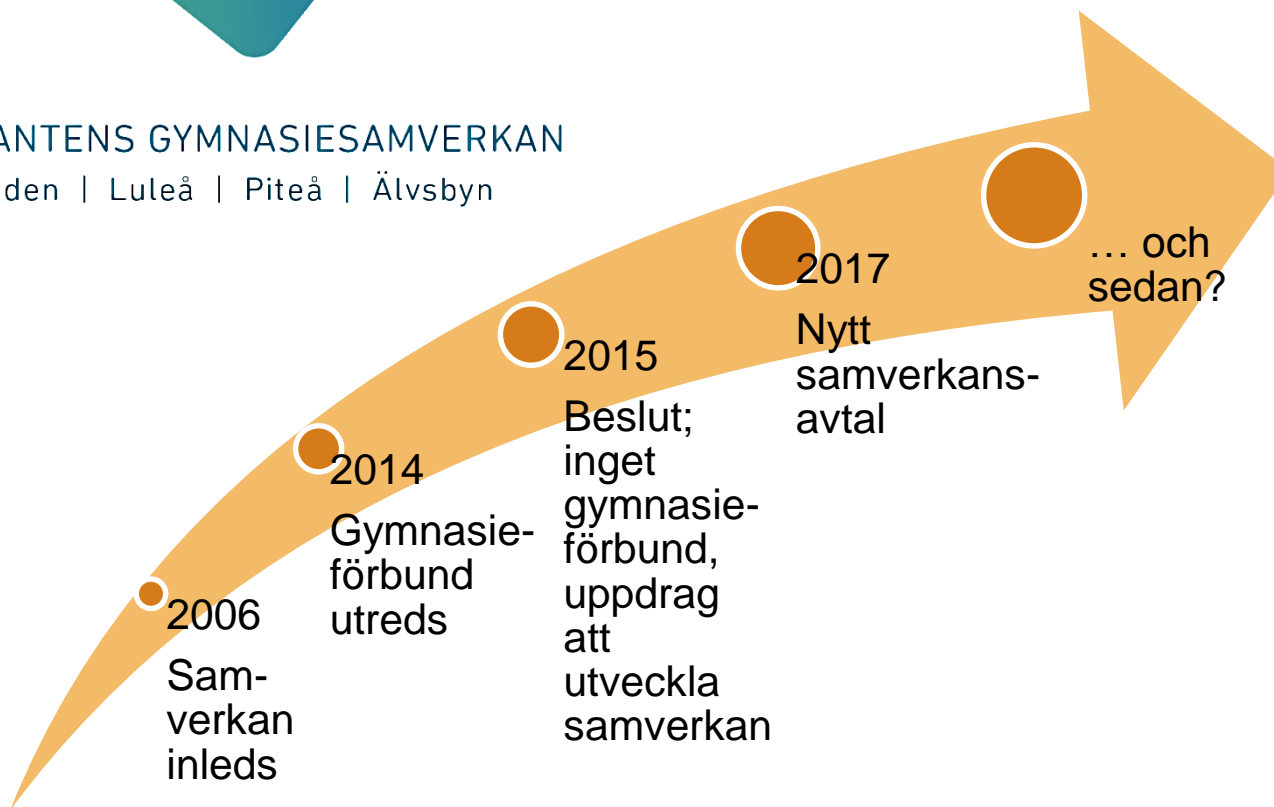 ANTENS GYMNASIESAMVERKAN
den | Luleå | Piteå | Älvsbyn
2006
Sam-
verkan
inleds
2014
Gymnasie-
förbund
utreds
2015
Beslut;
inget
gymnasie-
förbund,
uppdrag
att
utveckla
samverkan
2017
Nytt
samverkans-
avtal
… och
sedan?